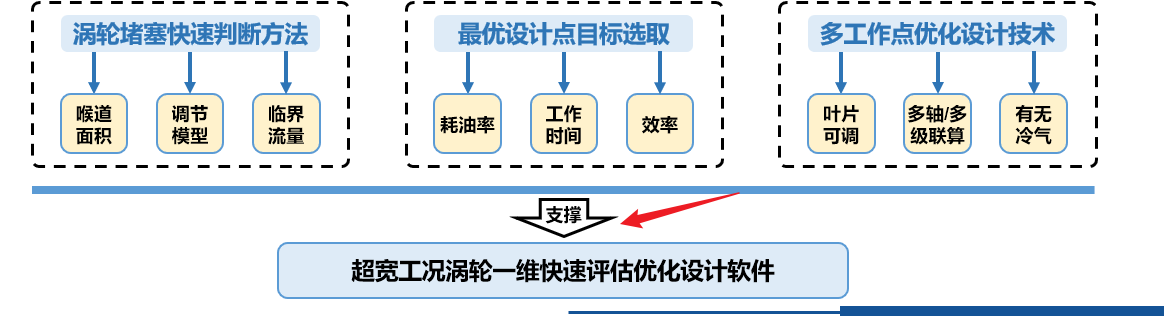 涡轮堵塞快速判断方法
最优设计点目标选取
多工作点优化设计技术
喉道
面积
调节
模型
临界
流量
耗油率
工作
时间
效率
叶片
可调
多轴/多
级联算
有无
冷气
支撑
超宽工况涡轮一维快速评估优化设计软件